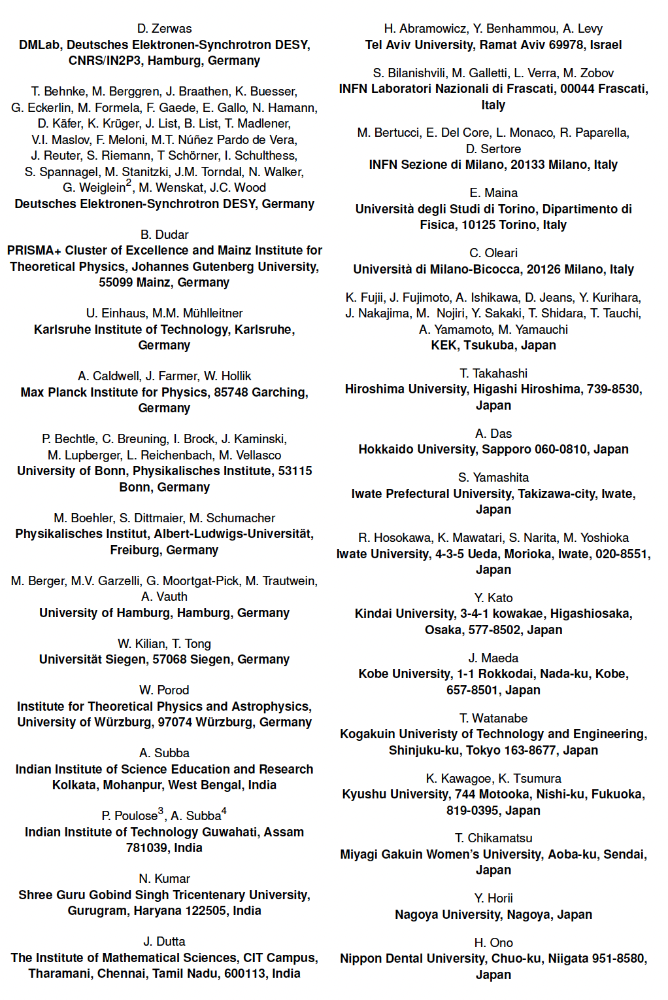 D. Zerwas
DMLab, Deutsches Elektronen-Synchrotron DESY,
CNRS/IN2P3, Hamburg, Germany
T. Behnke, M. Berggren, J. Braathen, K. Buesser,
G. Eckerlin, M. Formela, F. Gaede, E. Gallo, N. Hamann,
D. Käfer, K. Krüger, J. List, B. List, T. Madlener,
V.I. Maslov, F. Meloni, M.T. Núñez Pardo de Vera,
J. Reuter, S. Riemann, T Schörner, I. Schulthess,
S. Spannagel, M. Stanitzki, J.M. Torndal, N. Walker,
G. Weiglein2, M. Wenskat, J.C. Wood
Deutsches Elektronen-Synchrotron DESY, Germany
B. Dudar
PRISMA+ Cluster of Excellence and Mainz Institute for
Theoretical Physics, Johannes Gutenberg University,
55099 Mainz, Germany
U. Einhaus, M.M. Mühlleitner
Karlsruhe Institute of Technology, Karlsruhe,
Germany
A. Caldwell, J. Farmer, W. Hollik
Max Planck Institute for Physics, 85748 Garching,
Germany
P. Bechtle, C. Breuning, I. Brock, J. Kaminski,
M. Lupberger, L. Reichenbach, M. Vellasco
University of Bonn, Physikalisches Institute, 53115
Bonn, Germany
M. Boehler, S. Dittmaier, M. Schumacher
Physikalisches Institut, Albert-Ludwigs-Universität,
Freiburg, Germany
M. Berger, M.V. Garzelli, G. Moortgat-Pick, M. Trautwein,
A. Vauth
University of Hamburg, Hamburg, Germany
W. Kilian, T. Tong
Universität Siegen, 57068 Siegen, Germany
W. Porod
Institute for Theoretical Physics and Astrophysics,
University of Würzburg, 97074 Würzburg, Germany
A. Subba
Indian Institute of Science Education and Research
Kolkata, Mohanpur, West Bengal, India
P. Poulose3, A. Subba4
Indian Institute of Technology Guwahati, Assam
781039, India
N. Kumar
Shree Guru Gobind Singh Tricentenary University,
Gurugram, Haryana 122505, India
J. Dutta
The Institute of Mathematical Sciences, CIT Campus,
Tharamani, Chennai, Tamil Nadu, 600113, India
H. Abramowicz, Y. Benhammou, A. Levy
Tel Aviv University, Ramat Aviv 69978, Israel
S. Bilanishvili, M. Galletti, L. Verra, M. Zobov
INFN Laboratori Nazionali di Frascati, 00044 Frascati,
Italy
M. Bertucci, E. Del Core, L. Monaco, R. Paparella,
D. Sertore
INFN Sezione di Milano, 20133 Milano, Italy
E. Maina
Università degli Studi di Torino, Dipartimento di
Fisica, 10125 Torino, Italy
C. Oleari
Università di Milano-Bicocca, 20126 Milano, Italy
K. Fujii, J. Fujimoto, A. Ishikawa, D. Jeans, Y. Kurihara,
J. Nakajima, M. Nojiri, Y. Sakaki, T. Shidara, T. Tauchi,
A. Yamamoto, M. Yamauchi
KEK, Tsukuba, Japan
T. Takahashi
Hiroshima University, Higashi Hiroshima, 739-8530,
Japan
A. Das
Hokkaido University, Sapporo 060-0810, Japan
S. Yamashita
Iwate Prefectural University, Takizawa-city, Iwate,
Japan
R. Hosokawa, K. Mawatari, S. Narita, M. Yoshioka
Iwate University, 4-3-5 Ueda, Morioka, Iwate, 020-8551,
Japan
Y. Kato
Kindai University, 3-4-1 kowakae, Higashiosaka,
Osaka, 577-8502, Japan
J. Maeda
Kobe University, 1-1 Rokkodai, Nada-ku, Kobe,
657-8501, Japan
T. Watanabe
Kogakuin Univeristy of Technology and Engineering,
Shinjuku-ku, Tokyo 163-8677, Japan
K. Kawagoe, K. Tsumura
Kyushu University, 744 Motooka, Nishi-ku, Fukuoka,
819-0395, Japan
T. Chikamatsu
Miyagi Gakuin Women’s University, Aoba-ku, Sendai,
Japan
Y. Horii
Nagoya University, Nagoya, Japan
H. Ono
Nippon Dental University, Chuo-ku, Niigata 951-8580,
Japan